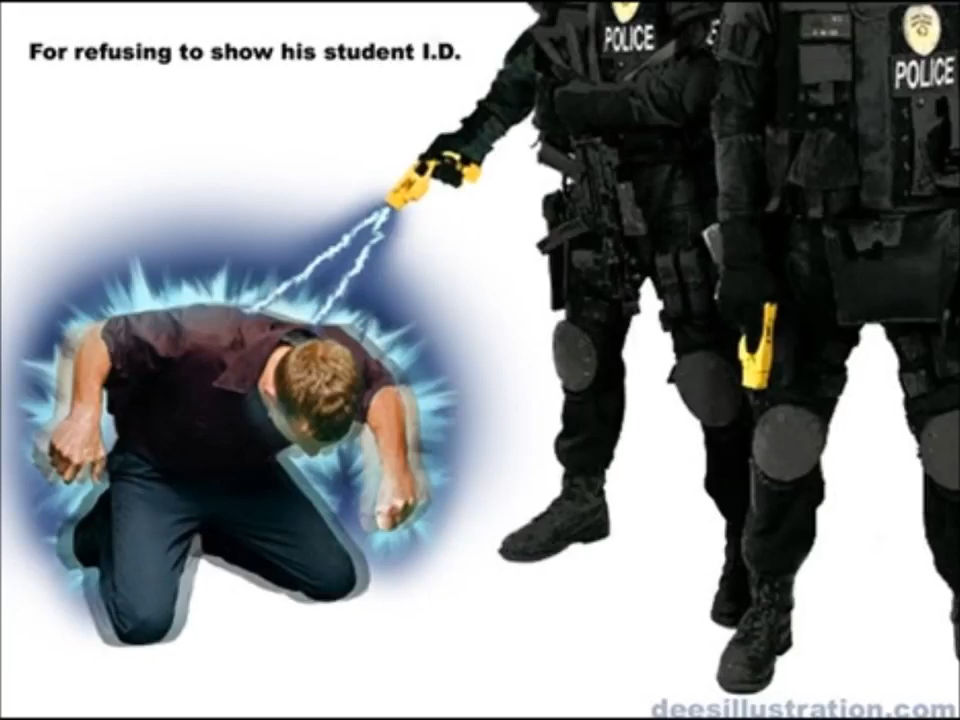 For refusing to show his student I.D.
POLICE
POLICE
deesillustration.com